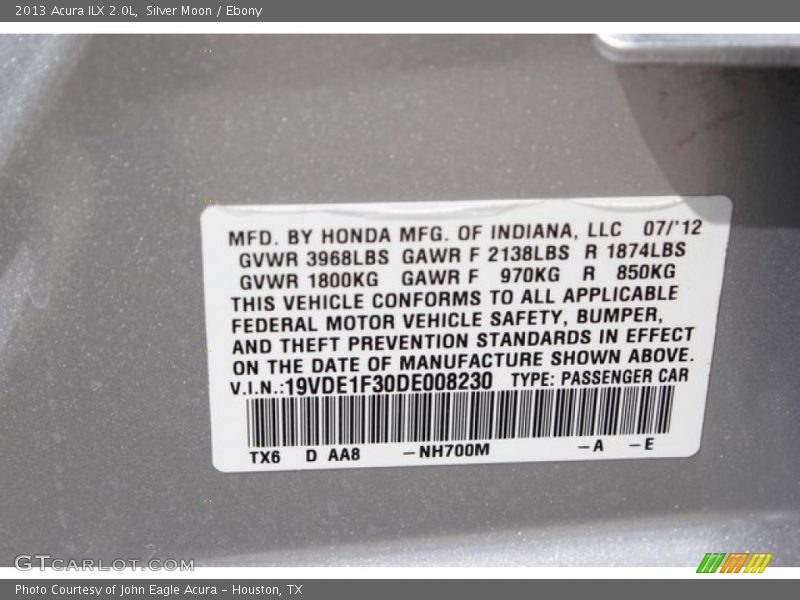 2013 Acura ILX 2.0L, Silver Moon / Ebony
MFD. BY HONDA MFG. OF INDIANA, LLC 07/'12
GVWR 3968LBS GAWR F 2138LBS R 1874LBS
GVWR 1800KG GAWR F 970KG R 850KG
THIS VEHICLE CONFORMS TO ALL APPLICABLE
FEDERAL MOTOR VEHICLE SAFETY, BUMPER,
AND THEFT PREVENTION STANDARDS IN EFFECT
ON THE DATE OF MANUFACTURE SHOWN ABOVE.
V.I.N.:19VDE1F30DE008230 TYPE: PASSENGER CAR
TX6 D AA8 –NH700M –A –E
GTCARLOT.COM
Photo Courtesy of John Eagle Acura – Houston, TX